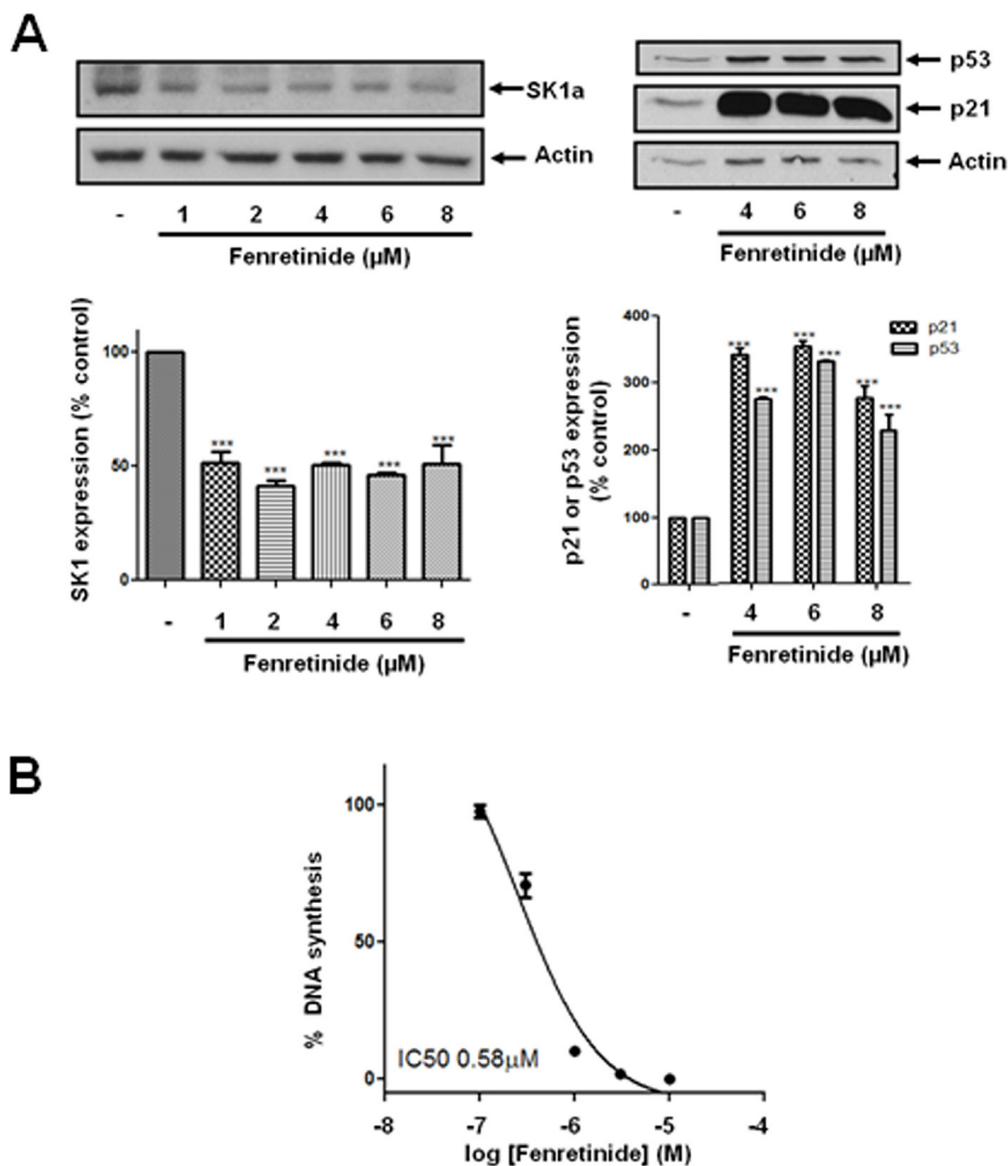 A
SK1a
Actin
- 1 2 4 6 8
Fenretinide (µM)
p53
p21
Actin
- 4 6 8
Fenretinide (µM)
SK1 expression (% control)
100
50
0
*** *** *** *** ***
- 1 2 4 6 8
Fenretinide (µM)
p21 or p53 expression
(% control)
400
300
200
100
0
p21
p53
*** *** *** *** *** ***
- 4 6 8
Fenretinide (µM)
B
% DNA synthesis
100
50
0
IC50 0.58µM
-8 -7 -6 -5 -4
log [Fenretinide] (M)